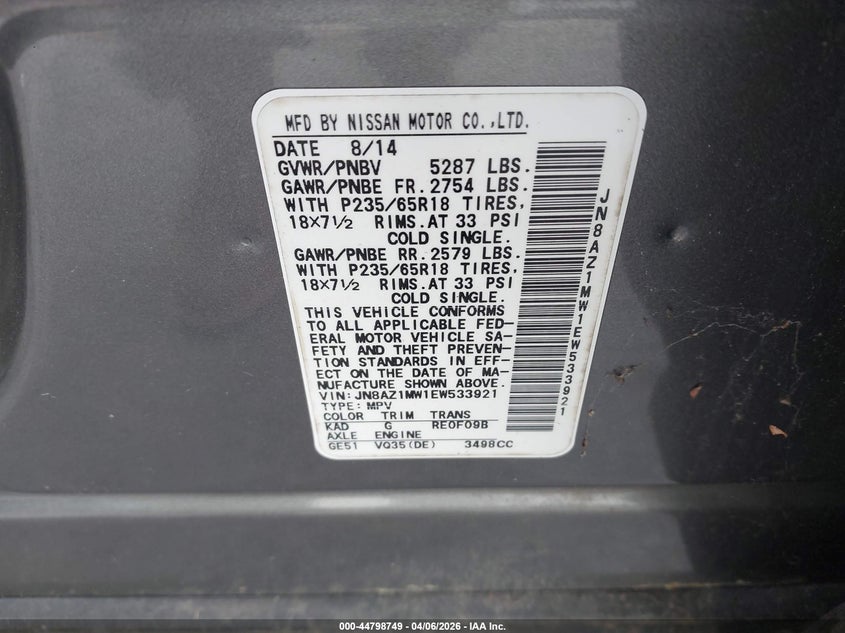 MFD BY NISSAN MOTOR CO.,LTD.
DATE 8/14
GVWR/PNBV 5287 LBS.
GAWR/PNBE FR. 2754 LBS.
WITH P235/65R18 TIRES,
18X7½ RIMS. AT 33 PSI
COLD SINGLE.
GAWR/PNBE RR. 2579 LBS.
WITH P235/65R18 TIRES,
18X7½ RIMS. AT 33 PSI
COLD SINGLE.
THIS VEHICLE CONFORMS
TO ALL APPLICABLE FED-
ERAL MOTOR VEHICLE SA-
FETY AND THEFT PREVEN-
TION STANDARDS IN EFF-
ECT ON THE DATE OF MA-
NUFACTURE SHOWN ABOVE.
VIN: JN8AZ1MW1EW533921
TYPE: MPV
COLOR TRIM TRANS
KAD G RE0F09B
AXLE ENGINE
GE51 VQ35(DE) 3498CC
JN8AZ1MW1EW533921
000-44798749 - 04/06/2026 - IAA Inc.